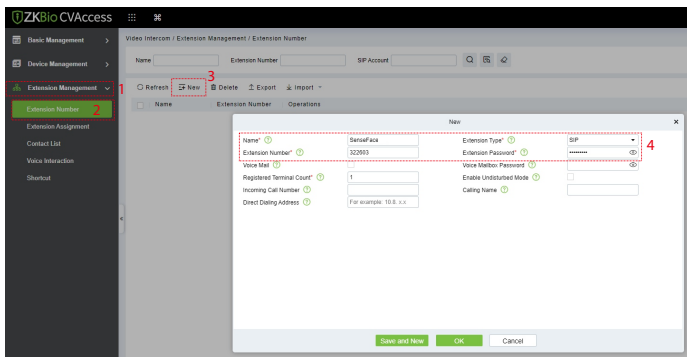 ZKBio CVAccess
Basic Management
Device Management
Extension Management
Extension Number
Extension Assignment
Contact List
Voice Interaction
Shortcut
1
2
Video Intercom / Extension Management / Extension Number
Name Extension Number SIP Account
3
Refresh New Delete Export Import
Name Extension Number Operations
New ×
Name* SenseFace Extension Type* SIP
Extension Number* 322603 Extension Password* •••••••••
4
Voice Mail Voice Mailbox Password
Registered Terminal Count* 1 Enable Undisturbed Mode
Incoming Call Number Calling Name
Direct Dialing Address For example: 10.8. x.x
Save and New OK Cancel